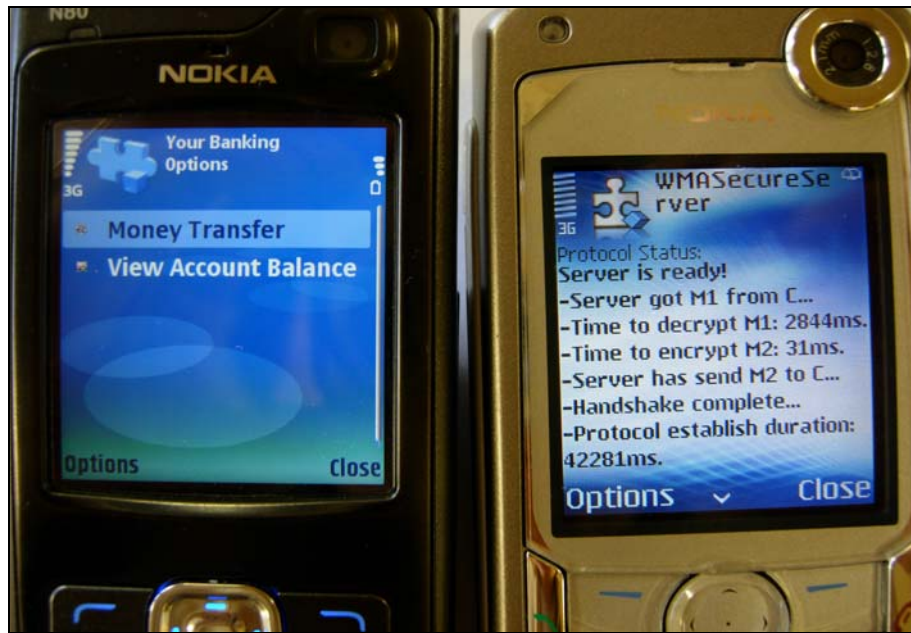 N80
NOKIA
Your Banking
Options
3G
Money Transfer
View Account Balance
Options
Close
NOKIA
WMASecureSe
rver
3G
Protocol Status:
Server is ready!
-Server got M1 from C...
-Time to decrypt M1: 2844ms.
-Time to encrypt M2: 31ms.
-Server has send M2 to C...
-Handshake complete...
-Protocol establish duration:
42281ms.
Options
Close